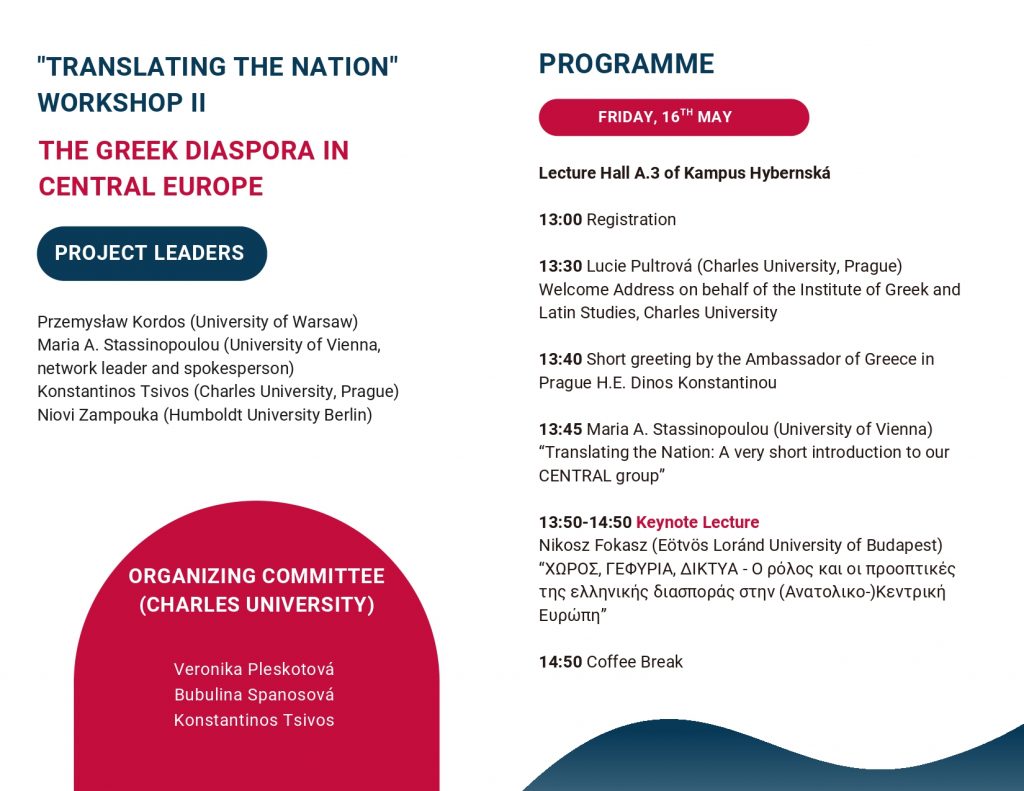 "TRANSLATING THE NATION"
WORKSHOP II
THE GREEK DIASPORA IN
CENTRAL EUROPE
PROJECT LEADERS
Przemysław Kordos (University of Warsaw)
Maria A. Stassinopoulou (University of Vienna,
network leader and spokesperson)
Konstantinos Tsivos (Charles University, Prague)
Niovi Zampouka (Humboldt University Berlin)
ORGANIZING COMMITTEE
(CHARLES UNIVERSITY)
Veronika Pleskotová
Bubulina Spanosová
Konstantinos Tsivos
PROGRAMME
FRIDAY, 16TH MAY
Lecture Hall A.3 of Kampus Hybernská
13:00 Registration
13:30 Lucie Pultrová (Charles University, Prague)
Welcome Address on behalf of the Institute of Greek and
Latin Studies, Charles University
13:40 Short greeting by the Ambassador of Greece in
Prague H.E. Dinos Konstantinou
13:45 Maria A. Stassinopoulou (University of Vienna)
“Translating the Nation: A very short introduction to our
CENTRAL group”
13:50-14:50 Keynote Lecture
Nikosz Fokasz (Eötvös Loránd University of Budapest)
“ΧΩΡΟΣ, ΓΕΦΥΡΙΑ, ΔΙΚΤΥΑ - Ο ρόλος και οι προοπτικές
της ελληνικής διασποράς στην (Ανατολικο-)Κεντρική
Ευρώπη”
14:50 Coffee Break